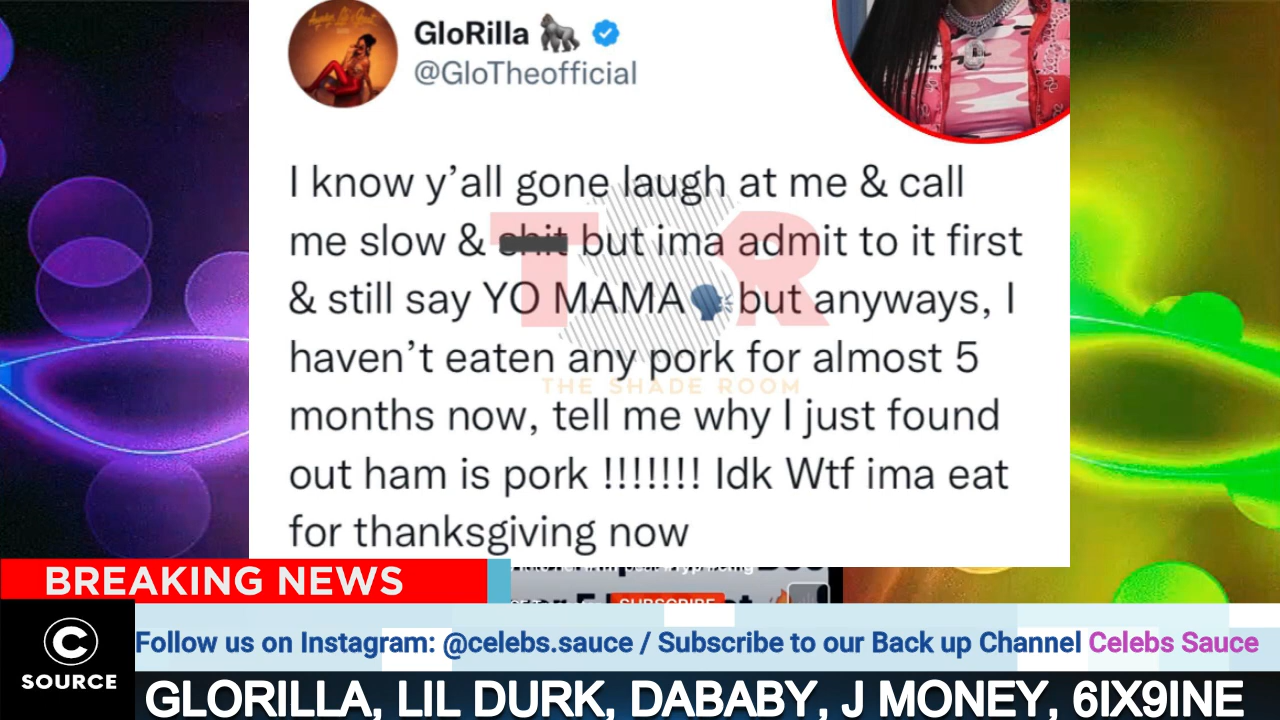 GloRilla 🦍
@GloTheofficial
I know y’all gone laugh at me & call
me slow & shit but ima admit to it first
& still say YO MAMA🗣️but anyways, I
haven’t eaten any pork for almost 5
months now, tell me why I just found
out ham is pork !!!!!!! Idk Wtf ima eat
for thanksgiving now
TSR
THE SHADE ROOM
BREAKING NEWS
SUBSCRIBE
C
SOURCE
Follow us on Instagram: @celebs.sauce / Subscribe to our Back up Channel Celebs Sauce
GLORILLA, LIL DURK, DABABY, J MONEY, 6IX9INE